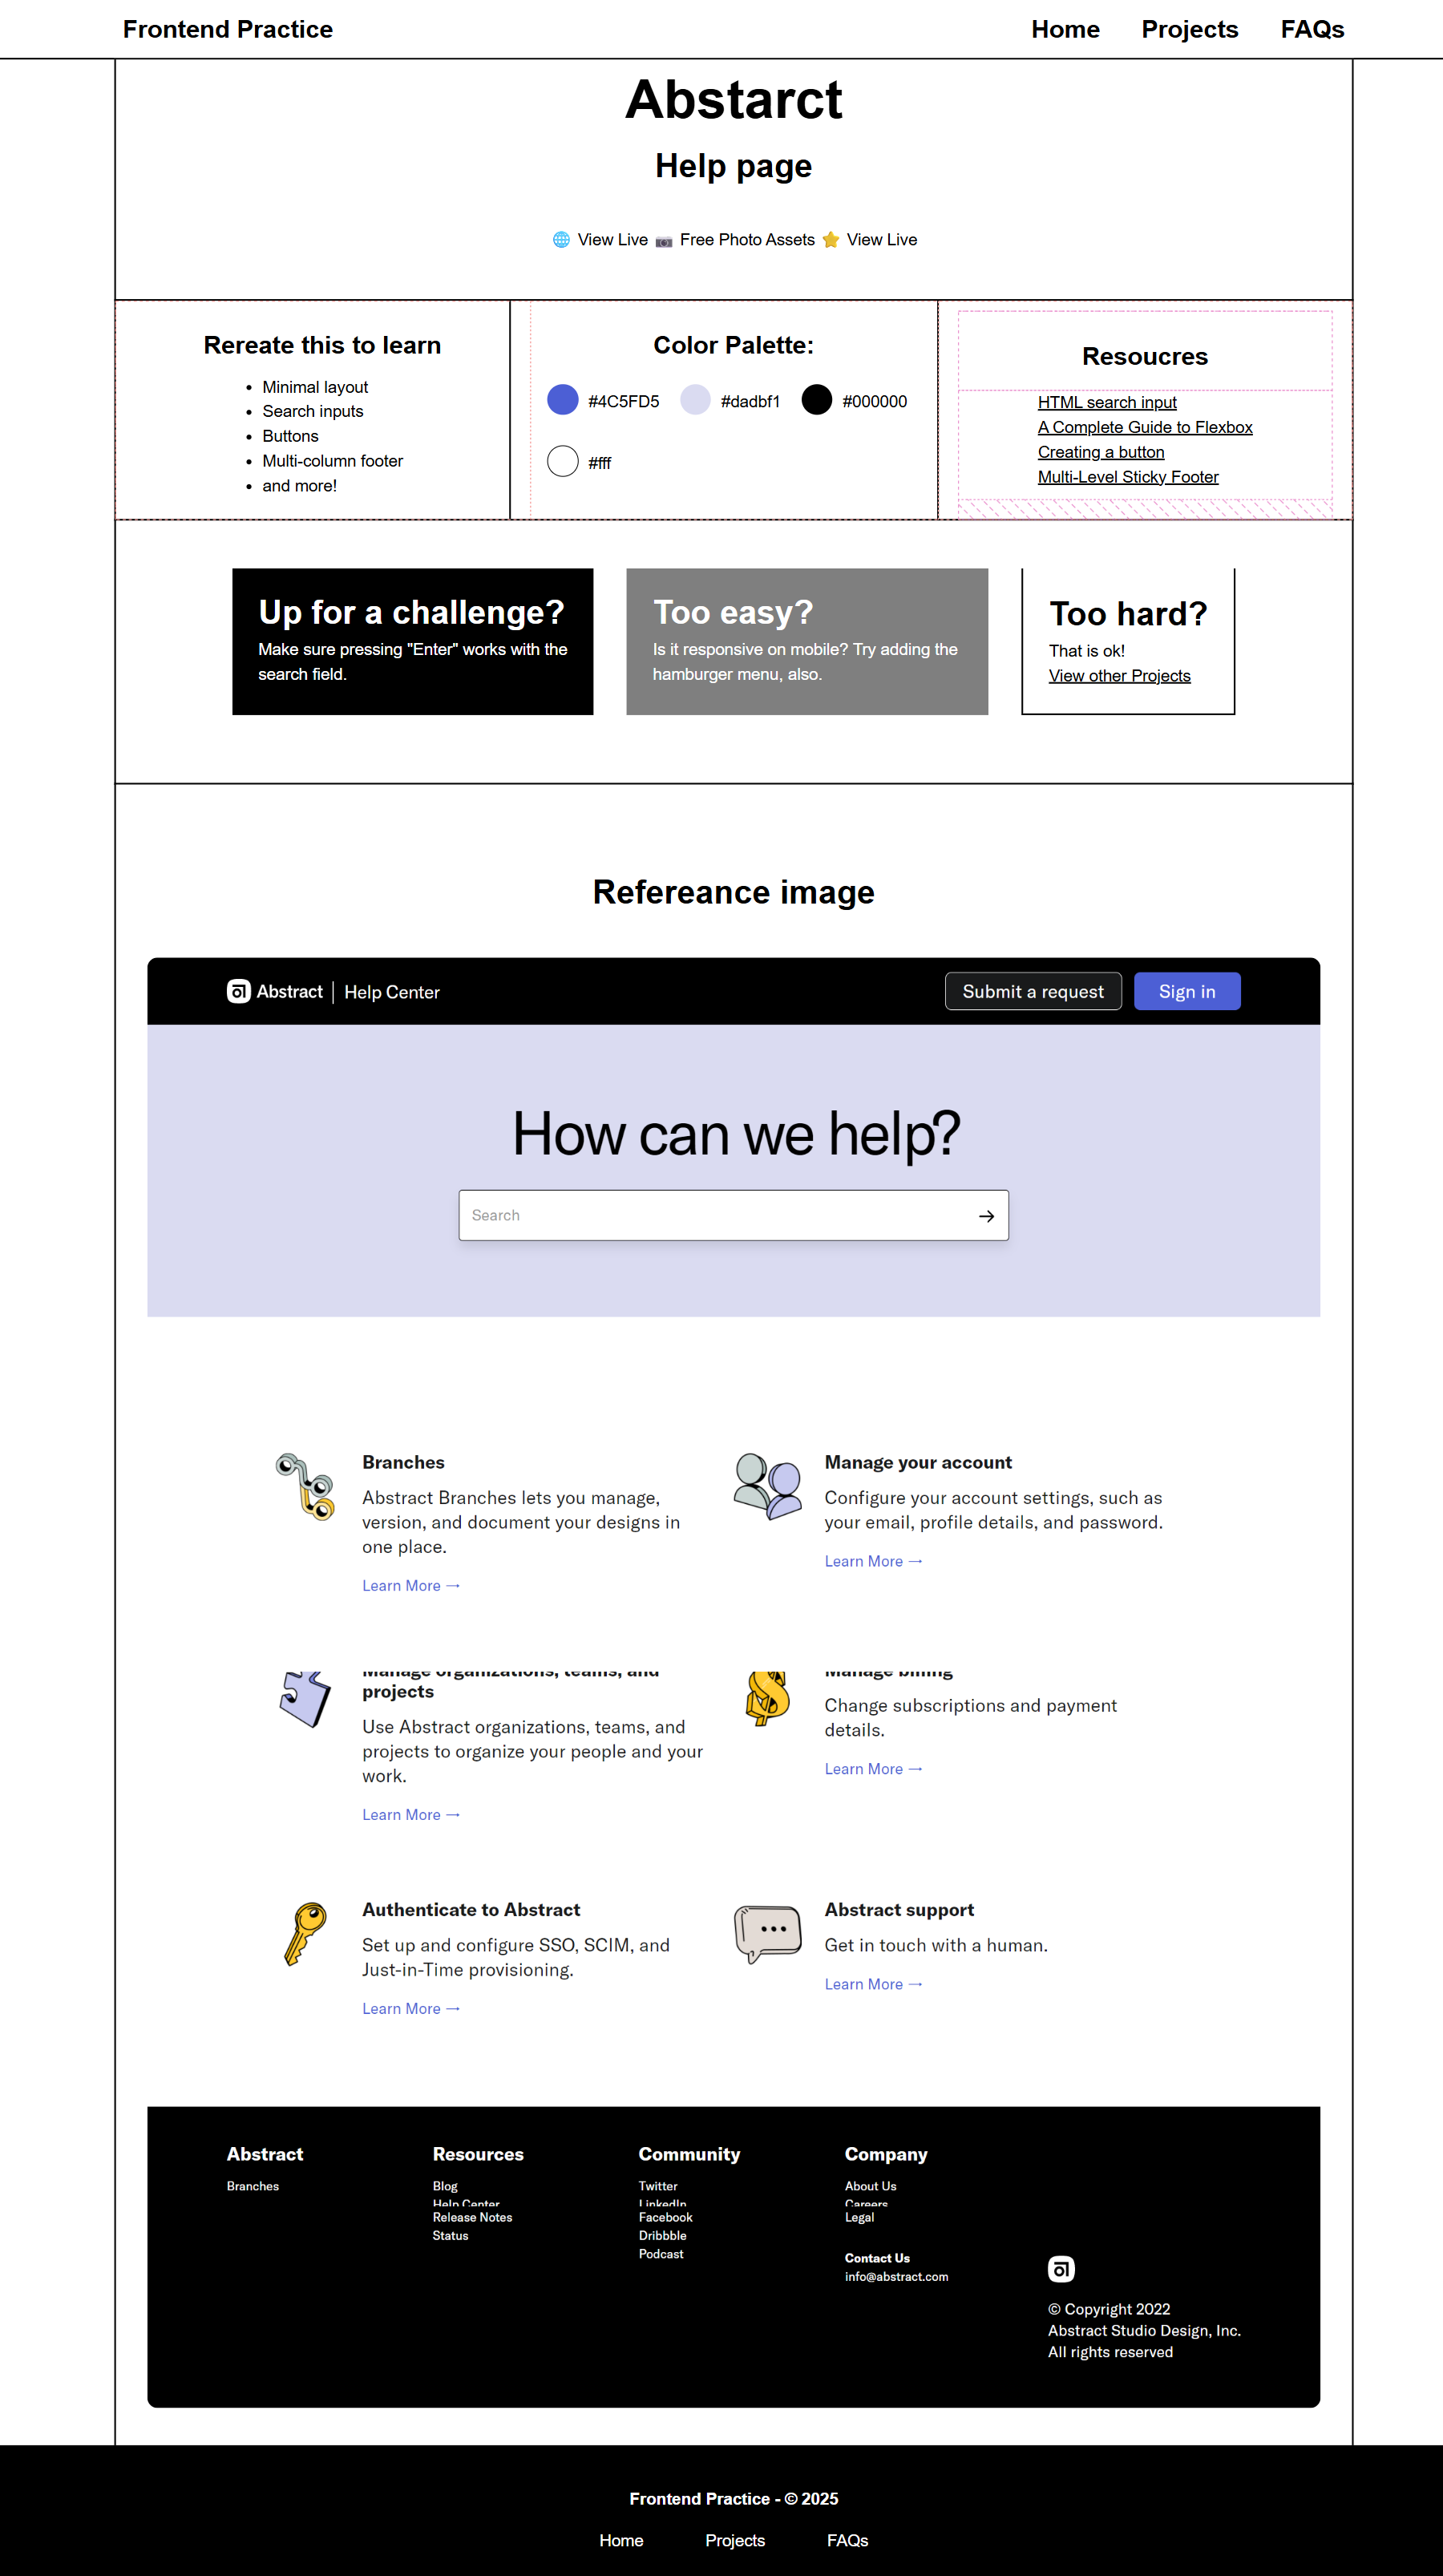 Frontend Practice
Home Projects FAQs
Abstarct
Help page
View Live Free Photo Assets View Live
Rereate this to learn
Minimal layout
Search inputs
Buttons
Multi-column footer
and more!
Color Palette:
#4C5FD5 #dadbf1 #000000
#fff
Resoucres
HTML search input
A Complete Guide to Flexbox
Creating a button
Multi-Level Sticky Footer
Up for a challenge?
Make sure pressing "Enter" works with the
search field.
Too easy?
Is it responsive on mobile? Try adding the
hamburger menu, also.
Too hard?
That is ok!
View other Projects
Refereance image
Abstract | Help Center
Submit a request
Sign in
How can we help?
Search →
Branches
Abstract Branches lets you manage,
version, and document your designs in
one place.
Learn More →
Manage your account
Configure your account settings, such as
your email, profile details, and password.
Learn More →
Manage organizations, teams, and
projects
Use Abstract organizations, teams, and
projects to organize your people and your
work.
Learn More →
Manage billing
Change subscriptions and payment
details.
Learn More →
Authenticate to Abstract
Set up and configure SSO, SCIM, and
Just-in-Time provisioning.
Learn More →
Abstract support
Get in touch with a human.
Learn More →
Abstract
Branches
Resources
Blog
Help Center
Release Notes
Status
Community
Twitter
LinkedIn
Facebook
Dribbble
Podcast
Company
About Us
Careers
Legal
Contact Us
info@abstract.com
© Copyright 2022
Abstract Studio Design, Inc.
All rights reserved
Frontend Practice - © 2025
Home Projects FAQs